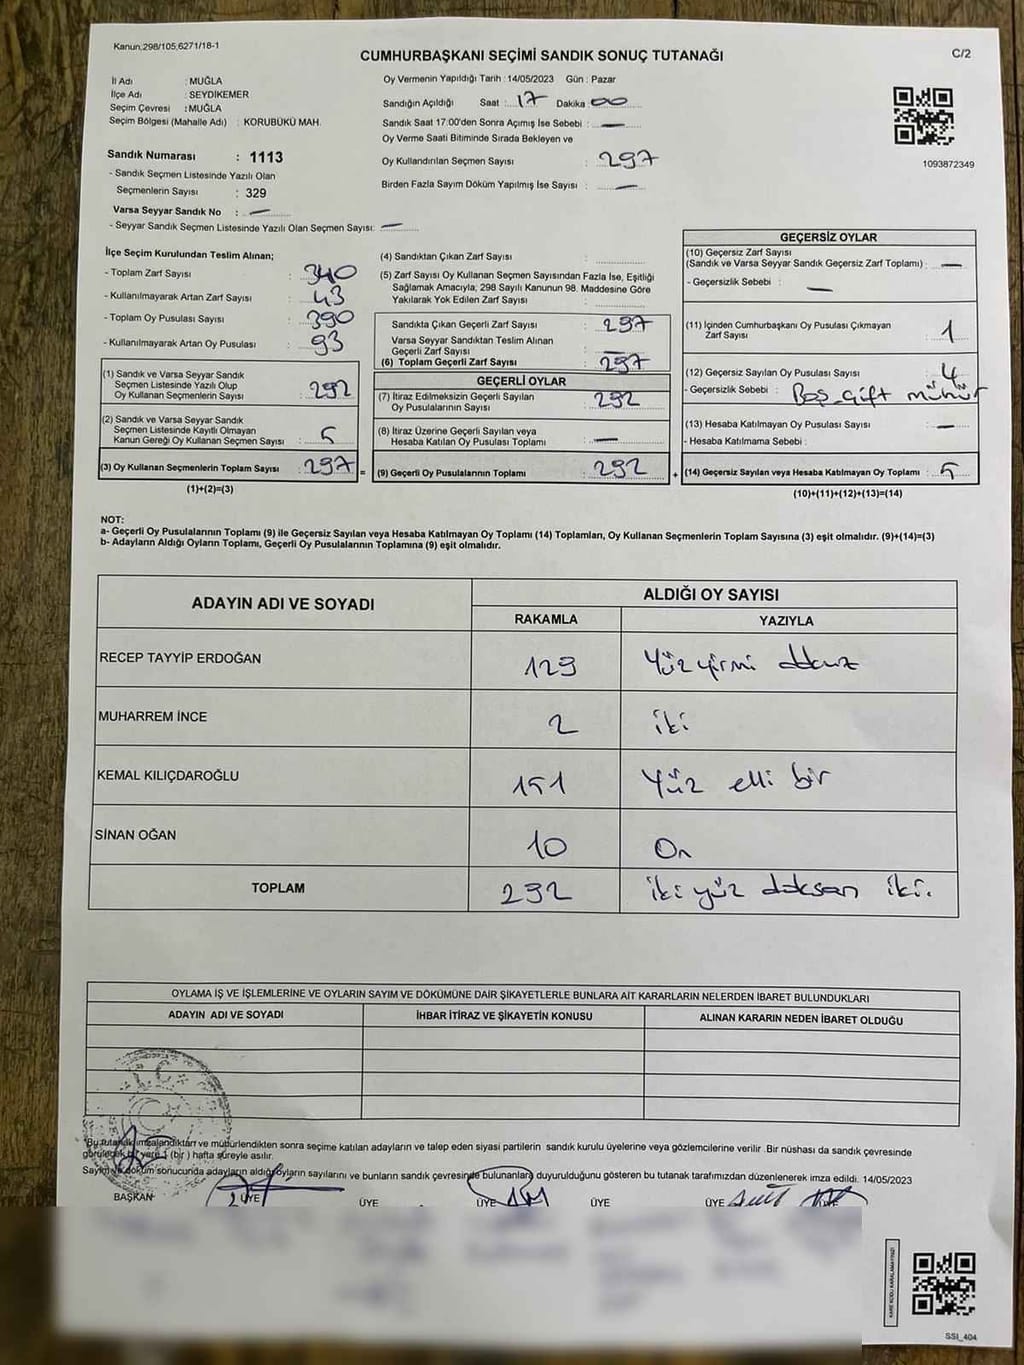 Kanun;298/105,6271/18-1
CUMHURBAŞKANI SEÇİMİ SANDIK SONUÇ TUTANAĞI
C/2
İl Adı : MUĞLA
İlçe Adı : SEYDİKEMER
Seçim Çevresi : MUĞLA
Seçim Bölgesi (Mahalle Adı) : KORUBÜKÜ MAH.
Sandık Numarası : 1113
- Sandık Seçmen Listesinde Yazılı Olan
Seçmenlerin Sayısı : 329
Varsa Seyyar Sandık No : —
- Seyyar Sandık Seçmen Listesinde Yazılı Olan Seçmen Sayısı: —
Oy Vermenin Yapıldığı Tarih : 14/05/2023 Gün : Pazar
Sandığın Açıldığı Saat : 17 Dakika : 00
Sandık Saat 17:00'den Sonra Açımış İse Sebebi : —
Oy Verme Saati Bitiminde Sırada Bekleyen ve
Oy Kullandırılan Seçmen Sayısı : 297
Birden Fazla Sayım Döküm Yapılmış İse Sayısı : —
1093872349
İlçe Seçim Kurulundan Teslim Alınan;
- Toplam Zarf Sayısı : 340
- Kullanılmayarak Artan Zarf Sayısı : 43
- Toplam Oy Pusulası Sayısı : 390
- Kullanılmayarak Artan Oy Pusulası : 93
(1) Sandık ve Varsa Seyyar Sandık
Seçmen Listesinde Yazılı Olup
Oy Kullanan Seçmenlerin Sayısı : 292
(2) Sandık ve Varsa Seyyar Sandık
Seçmen Listesinde Kayıtlı Olmayan
Kanun Gereği Oy Kullanan Seçmen Sayısı : 5
(3) Oy Kullanan Seçmenlerin Toplam Sayısı : 297 =
(1)+(2)=(3)
(4) Sandıktan Çıkan Zarf Sayısı :
(5) Zarf Sayısı Oy Kullanan Seçmen Sayısından Fazla İse, Eşitliği
Sağlamak Amacıyla; 298 Sayılı Kanunun 98. Maddesine Göre
Yakılarak Yok Edilen Zarf Sayısı :
Sandıkta Çıkan Geçerli Zarf Sayısı : 297
Varsa Seyyar Sandıktan Teslim Alınan
Geçerli Zarf Sayısı : —
(6) Toplam Geçerli Zarf Sayısı : 297
GEÇERLİ OYLAR
(7) İtiraz Edilmeksizin Geçerli Sayılan
Oy Pusulalarının Sayısı : 292
(8) İtiraz Üzerine Geçerli Sayılan veya
Hesaba Katılan Oy Pusulası Toplamı : —
(9) Geçerli Oy Pusulalarının Toplamı : 292 +
GEÇERSİZ OYLAR
(10) Geçersiz Zarf Sayısı
(Sandık ve Varsa Seyyar Sandık Geçersiz Zarf Toplamı) : —
- Geçersizlik Sebebi : —
(11) İçinden Cumhurbaşkanı Oy Pusulası Çıkmayan
Zarf Sayısı : 1
(12) Geçersiz Sayılan Oy Pusulası Sayısı : 4
- Geçersizlik Sebebi : Boş_Çift mühür
(13) Hesaba Katılmayan Oy Pusulası Sayısı : —
- Hesaba Katılmama Sebebi :
(14) Geçersiz Sayılan veya Hesaba Katılmayan Oy Toplamı : 5
(10)+(11)+(12)+(13)=(14)
NOT:
a- Geçerli Oy Pusulalarının Toplamı (9) ile Geçersiz Sayılan veya Hesaba Katılmayan Oy Toplamı (14) Toplamları, Oy Kullanan Seçmenlerin Toplam Sayısına (3) eşit olmalıdır. (9)+(14)=(3)
b- Adayların Aldığı Oyların Toplamı, Geçerli Oy Pusulalarının Toplamına (9) eşit olmalıdır.
ADAYIN ADI VE SOYADI
ALDIĞI OY SAYISI
RAKAMLA YAZIYLA
RECEP TAYYİP ERDOĞAN 129 Yüz yirmi dokuz
MUHARREM İNCE 2 iki
KEMAL KILIÇDAROĞLU 151 Yüz elli bir
SİNAN OĞAN 10 On
TOPLAM 292 iki yüz doksan iki.
OYLAMA İŞ VE İŞLEMLERİNE VE OYLARIN SAYIM VE DÖKÜMÜNE DAİR ŞİKAYETLERLE BUNLARA AİT KARARLARIN NELERDEN İBARET BULUNDUKLARI
ADAYIN ADI VE SOYADI
İHBAR İTİRAZ VE ŞİKAYETİN KONUSU
ALINAN KARARIN NEDEN İBARET OLDUĞU
T.C.
"Bu tutanak imzalandıktan ve mühürlendikten sonra seçime katılan adayların ve talep eden siyasi partilerin sandık kurulu üyelerine veya gözlemcilerine verilir .Bir nüshası da sandık çevresinde
görülecek bir yere 1 (bir ) hafta süreyle asılır.
Sayım ve döküm sonucunda adayların aldığı oyların sayılarını ve bunların sandık çevresinde bulunanlara duyurulduğunu gösteren bu tutanak tarafımızdan düzenlenerek imza edildi. 14/05/2023
BAŞKAN ÜYE ÜYE ÜYE ÜYE ÜYE ÜYE
KARE KODU KARALAMAYINIZ!
SSI_404